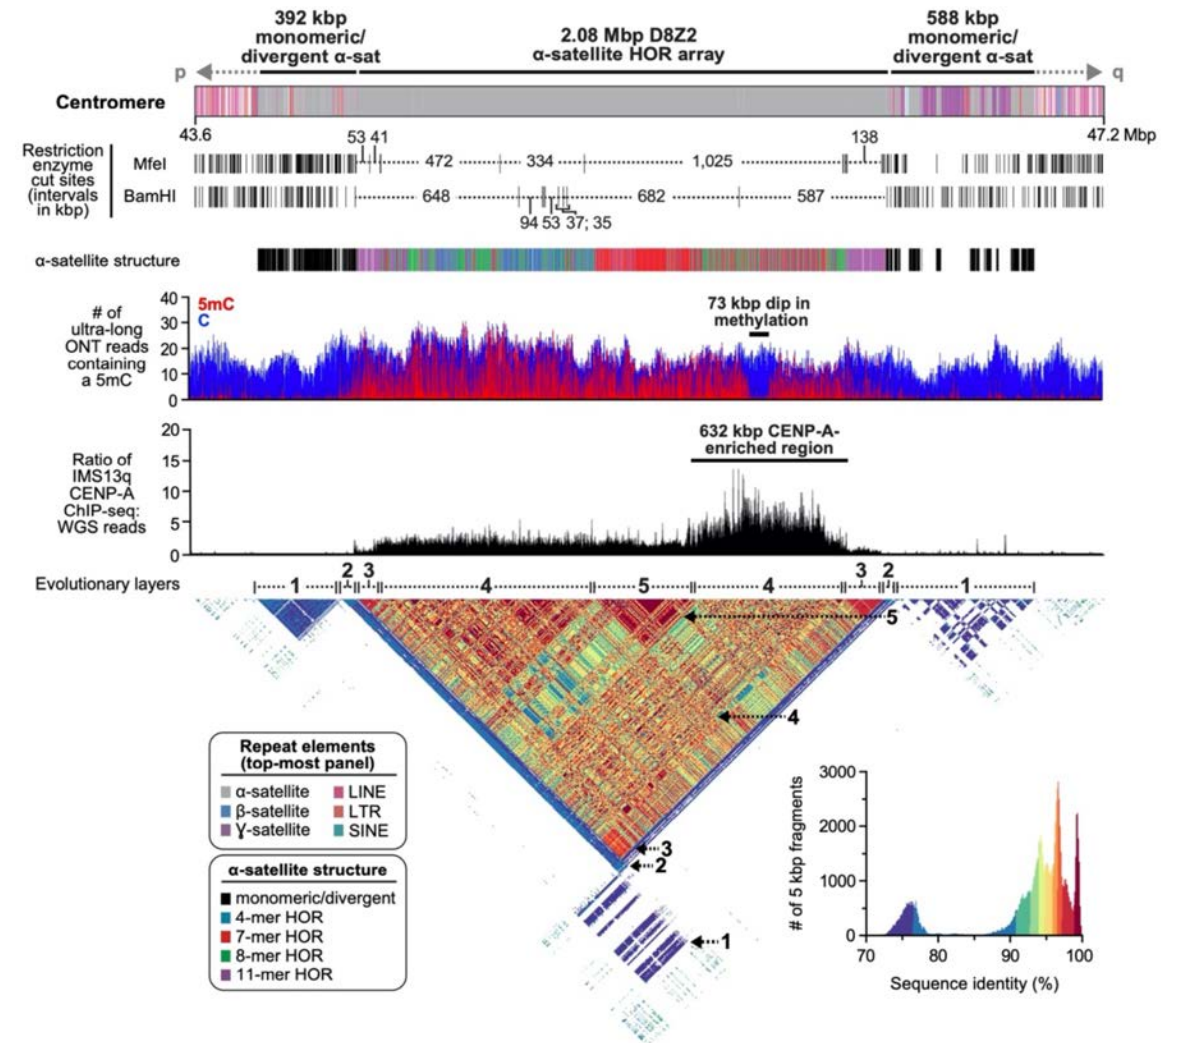 392 kbp
monomeric/
divergent α-sat
2.08 Mbp D8Z2
α-satellite HOR array
588 kbp
monomeric/
divergent α-sat
p
q
Centromere
43.6
47.2 Mbp
Restriction
enzyme
cut sites
(intervals
in kbp)
MfeI
53 41
472
334
1,025
138
BamHI
648
682
587
94 53 37; 35
α-satellite structure
# of
ultra-long
ONT reads
containing
a 5mC
40
30
20
10
0
5mC
C
73 kbp dip in
methylation
Ratio of
IMS13q
CENP-A
ChIP-seq:
WGS reads
20
15
10
5
0
632 kbp CENP-A-
enriched region
Evolutionary layers
1 2 3 4 5 4 3 2 1
5
4
3
2
1
Repeat elements
(top-most panel)
α-satellite
β-satellite
Ɣ-satellite
LINE
LTR
SINE
α-satellite structure
monomeric/divergent
4-mer HOR
7-mer HOR
8-mer HOR
11-mer HOR
# of 5 kbp fragments
3000
2000
1000
0
70 80 90 100
Sequence identity (%)